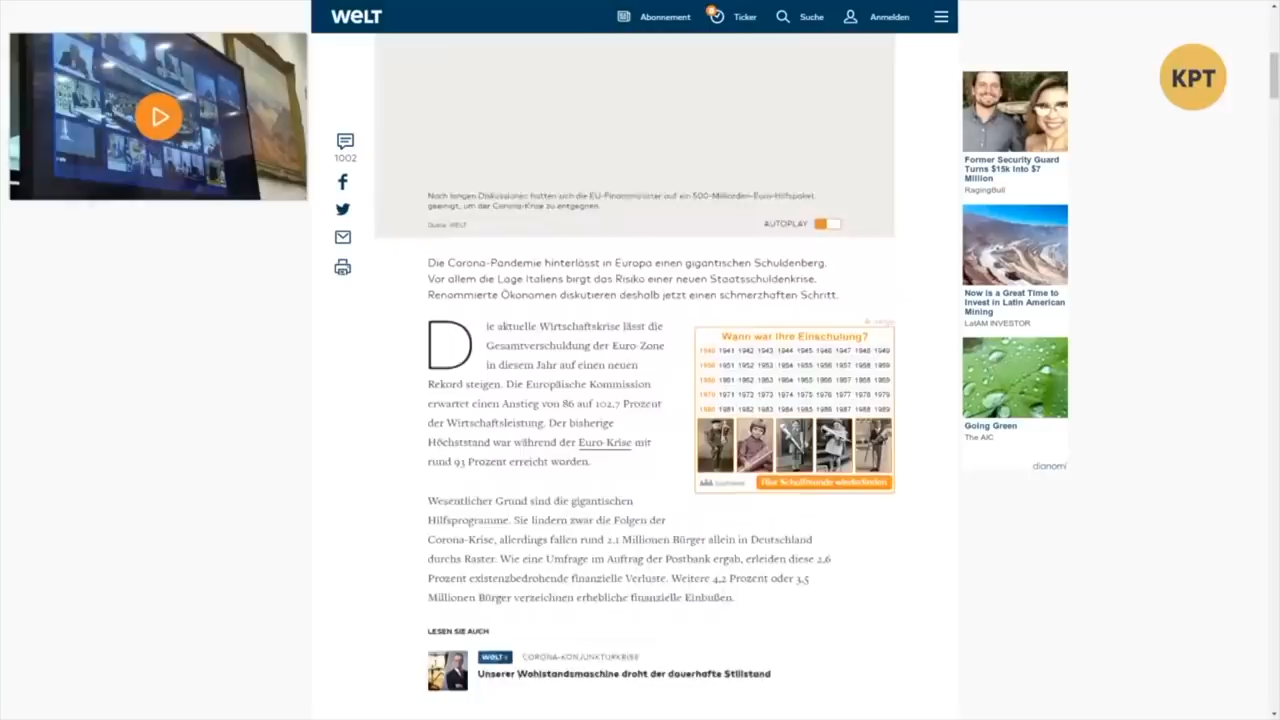 WELT
Abonnement
Ticker
Suche
Anmelden
KPT
1002
Nach langen Diskussionen hatten sich die EU-Finanzminister auf ein 500-Milliarden-Euro-Hilfspaket
geeinigt, um der Corona-Krise zu entgegnen.
Quelle: WELT
AUTOPLAY
Die Corona-Pandemie hinterlässt in Europa einen gigantischen Schuldenberg.
Vor allem die Lage Italiens birgt das Risiko einer neuen Staatsschuldenkrise.
Renommierte Ökonomen diskutieren deshalb jetzt einen schmerzhaften Schritt.
Die aktuelle Wirtschaftskrise lässt die
Gesamtverschuldung der Euro-Zone
in diesem Jahr auf einen neuen
Rekord steigen. Die Europäische Kommission
erwartet einen Anstieg von 86 auf 102,7 Prozent
der Wirtschaftsleistung. Der bisherige
Höchststand war während der Euro-Krise mit
rund 93 Prozent erreicht worden.
Anzeige
Wann war Ihre Einschulung?
1940 1941 1942 1943 1944 1945 1946 1947 1948 1949
1950 1951 1952 1953 1954 1955 1956 1957 1958 1959
1960 1961 1962 1963 1964 1965 1966 1967 1968 1969
1970 1971 1972 1973 1974 1975 1976 1977 1978 1979
1980 1981 1982 1983 1984 1985 1986 1987 1988 1989
Hier Schulfreunde wiederfinden
Wesentlicher Grund sind die gigantischen
Hilfsprogramme. Sie lindern zwar die Folgen der
Corona-Krise, allerdings fallen rund 2,1 Millionen Bürger allein in Deutschland
durchs Raster. Wie eine Umfrage im Auftrag der Postbank ergab, erleiden diese 2,6
Prozent existenzbedrohende finanzielle Verluste. Weitere 4,2 Prozent oder 3,5
Millionen Bürger verzeichnen erhebliche finanzielle Einbußen.
LESEN SIE AUCH
WELT+ CORONA-KONJUNKTURKRISE
Unserer Wohlstandsmaschine droht der dauerhafte Stillstand
Former Security Guard
Turns $15k Into $7
Million
RagingBull
Now is a Great Time to
Invest in Latin American
Mining
LatAM INVESTOR
Going Green
The AIC
dianomi